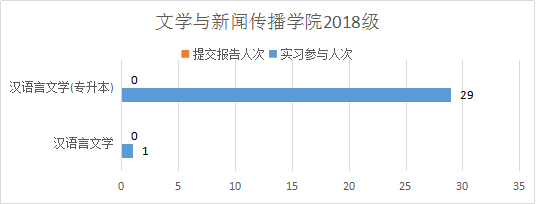 文学与新闻传播学院2018级
提交报告人次 实习参与人次
汉语言文学(专升本)
0
29
汉语言文学
0
1
0 5 10 15 20 25 30 35